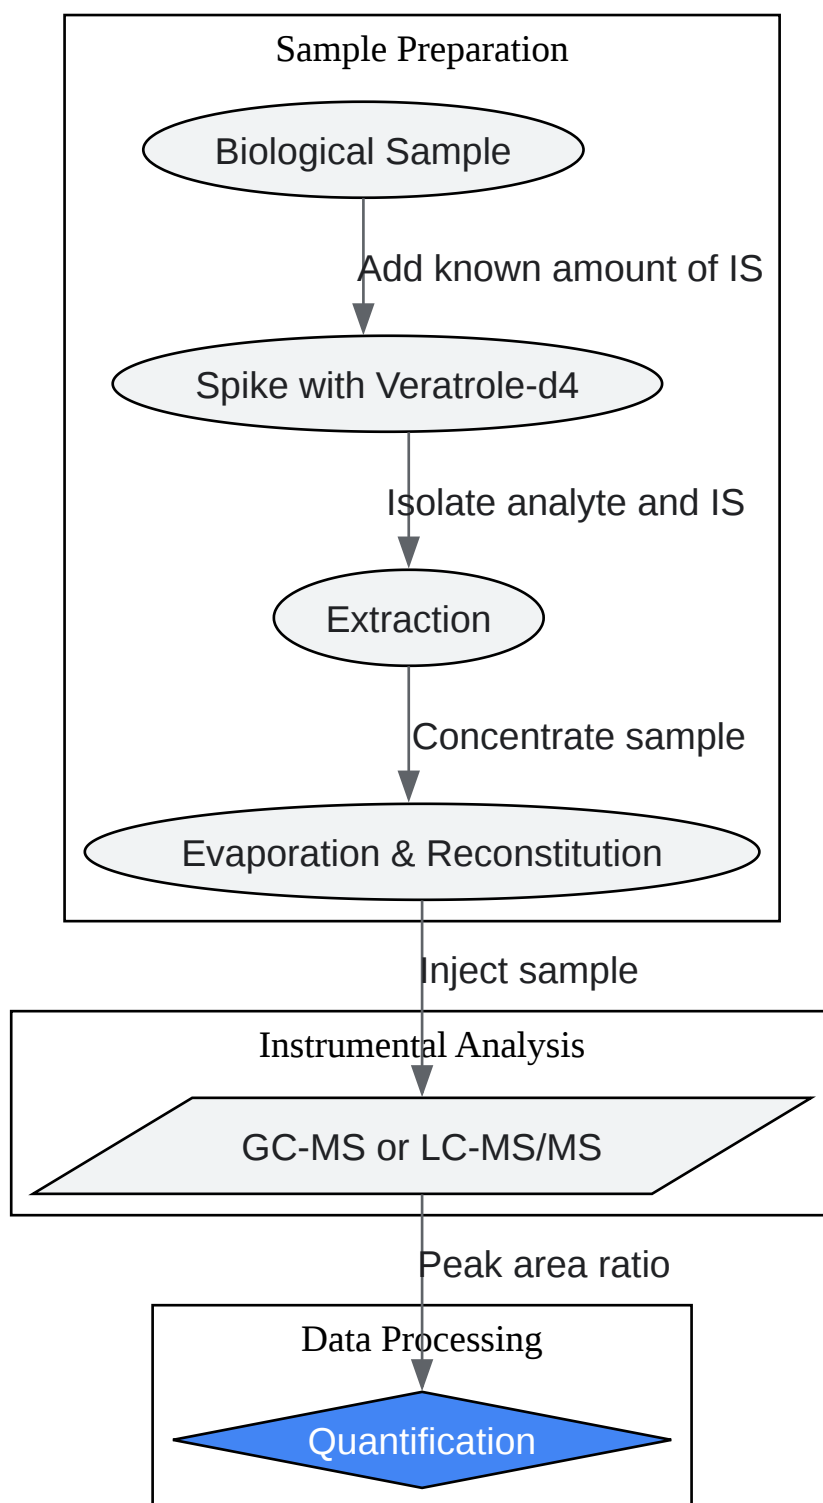 Sample Preparation
Biological Sample
Add known amount of IS
Spike with Veratrole-d4
Isolate analyte and IS
Extraction
Concentrate sample
Evaporation & Reconstitution
Inject sample
Instrumental Analysis
GC-MS or LC-MS/MS
Peak area ratio
Data Processing
Quantification